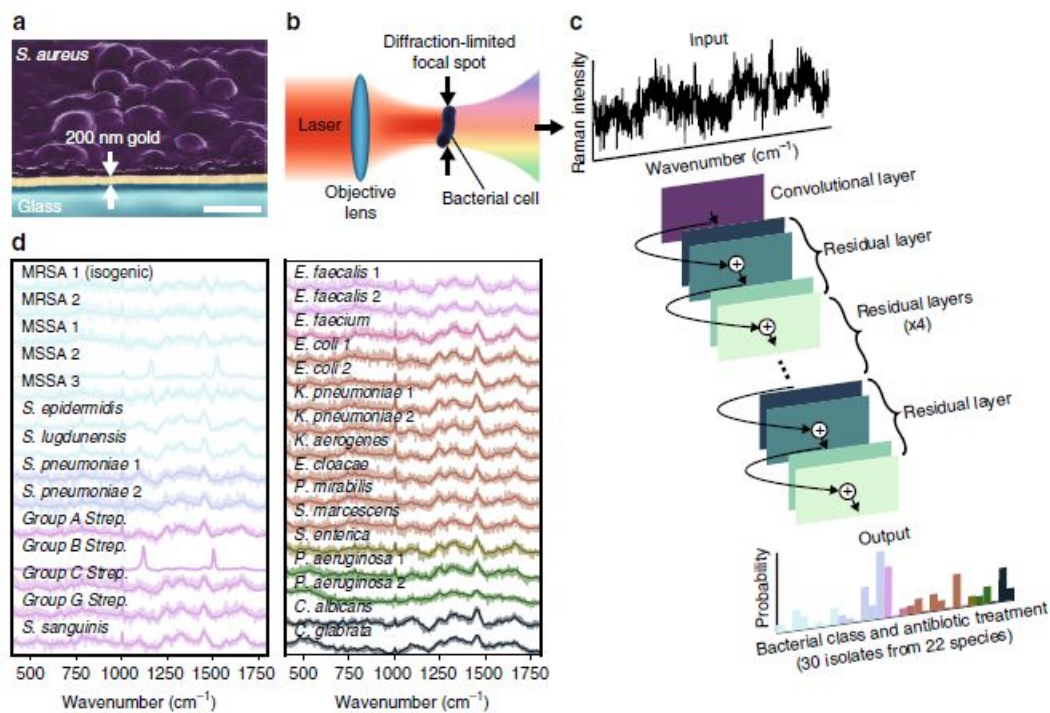 a
S. aureus
200 nm gold
Glass
b
Diffraction-limited
focal spot
Laser
Objective
lens
Bacterial cell
c
Input
Raman intensity
Wavenumber (cm⁻¹)
Convolutional layer
Residual layer
Residual layers
(x4)
Residual layer
Output
Probability
Bacterial class and antibiotic treatment
(30 isolates from 22 species)
d
MRSA 1 (isogenic)
MRSA 2
MSSA 1
MSSA 2
MSSA 3
S. epidermidis
S. lugdunensis
S. pneumoniae 1
S. pneumoniae 2
Group A Strep.
Group B Strep.
Group C Strep.
Group G Strep.
S. sanguinis
500 750 1000 1250 1500 1750
Wavenumber (cm⁻¹)
E. faecalis 1
E. faecalis 2
E. faecium
E. coli 1
E. coli 2
K. pneumoniae 1
K. pneumoniae 2
K. aerogenes
E. cloacae
P. mirabilis
S. marcescens
S. enterica
P. aeruginosa 1
P. aeruginosa 2
C. albicans
C. glabrata
500 750 1000 1250 1500 1750
Wavenumber (cm⁻¹)